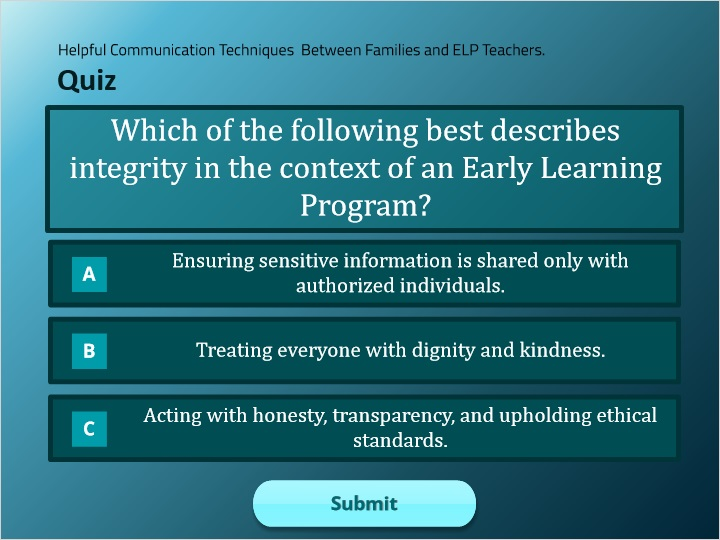 Helpful Communication Techniques  Between Families and ELP Teachers.
Quiz
Which of the following best describes
integrity in the context of an Early Learning
Program?
A
Ensuring sensitive information is shared only with
authorized individuals.
B
Treating everyone with dignity and kindness.
C
Acting with honesty, transparency, and upholding ethical
standards.
Submit